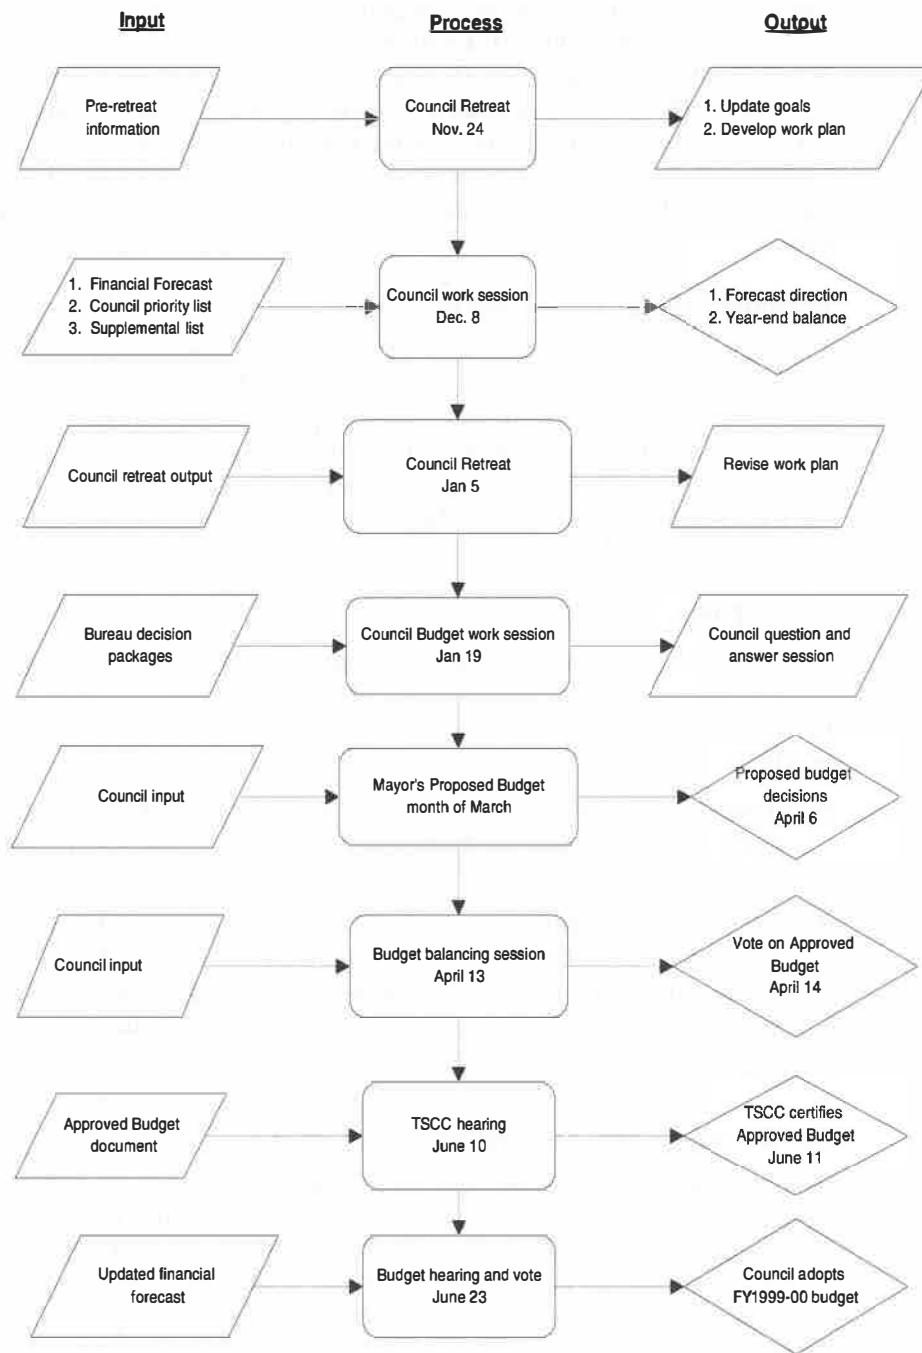 Input
Process
Output
Pre-retreat
information
Council Retreat
Nov. 24
1. Update goals
2. Develop work plan
1. Financial Forecast
2. Council priority list
3. Supplemental list
Council work session
Dec. 8
1. Forecast direction
2. Year-end balance
Council retreat output
Council Retreat
Jan 5
Revise work plan
Bureau decision
packages
Council Budget work session
Jan 19
Council question and
answer session
Council input
Mayor's Proposed Budget
month of March
Proposed budget
decisions
April 6
Council input
Budget balancing session
April 13
Vote on Approved
Budget
April 14
Approved Budget
document
TSCC hearing
June 10
TSCC certifies
Approved Budget
June 11
Updated financial
forecast
Budget hearing and vote
June 23
Council adopts
FY1999-00 budget